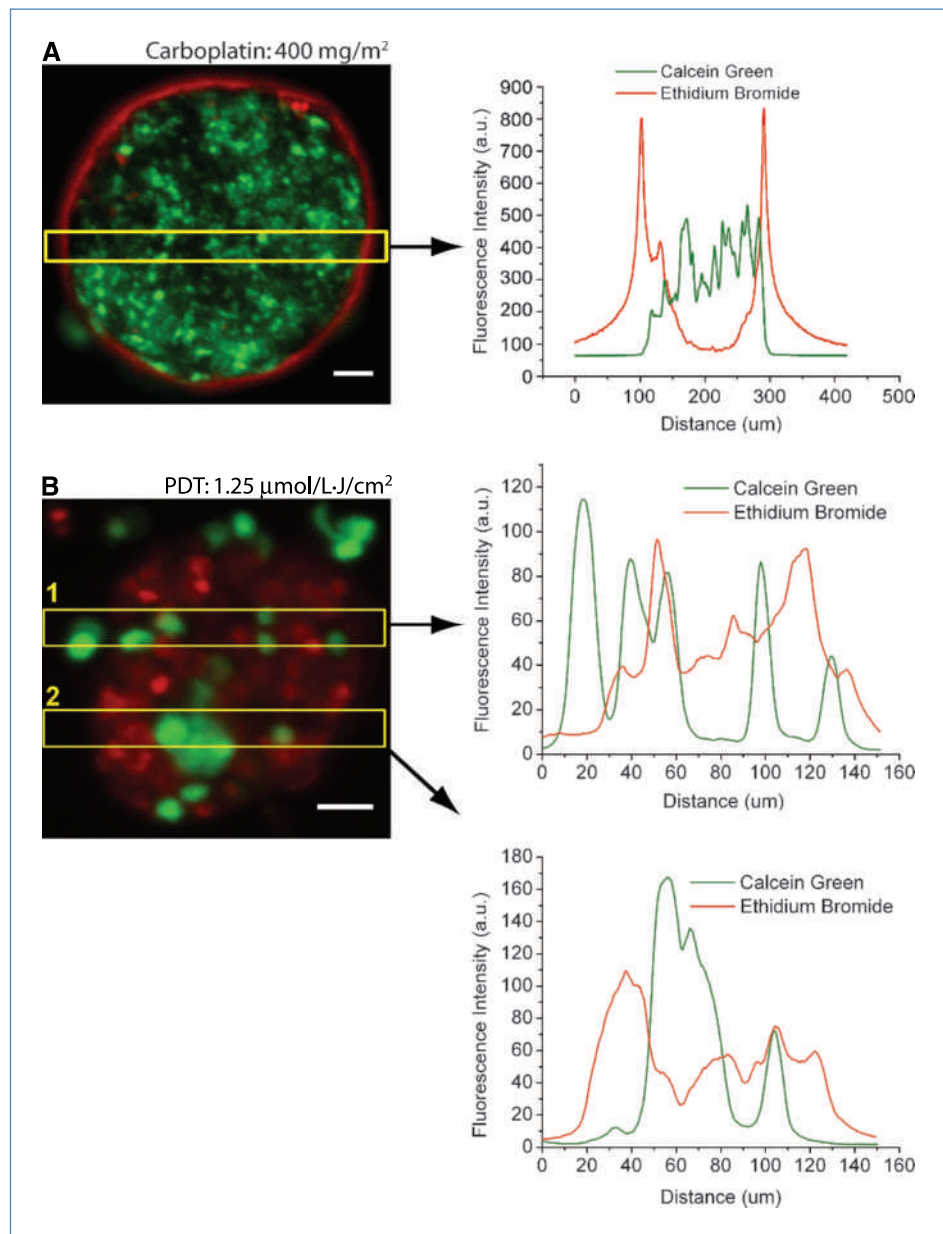 A
Carboplatin: 400 mg/m²
Calcein Green
Ethidium Bromide
Fluorescence Intensity (a.u.)
900
800
700
600
500
400
300
200
100
0
0 100 200 300 400 500
Distance (um)
B
PDT: 1.25 μmol/L·J/cm²
1
2
Calcein Green
Ethidium Bromide
Fluorescence Intensity (a.u.)
120
100
80
60
40
20
0
0 20 40 60 80 100 120 140 160
Distance (um)
Calcein Green
Ethidium Bromide
Fluorescence Intensity (a.u.)
180
160
140
120
100
80
60
40
20
0
0 20 40 60 80 100 120 140 160
Distance (um)